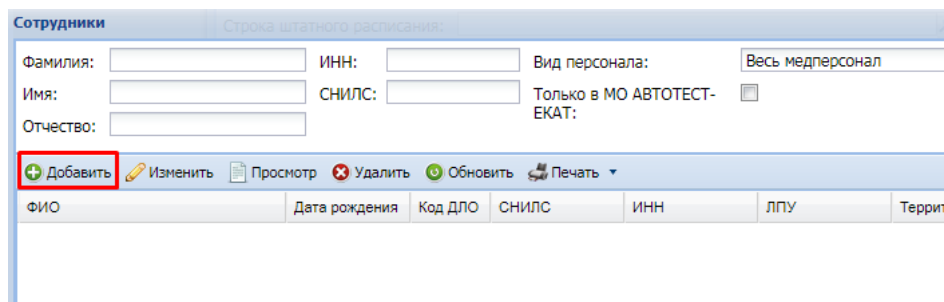 Сотрудники Строка штатного расписания:
Фамилия: ИНН: Вид персонала: Весь медперсонал
Имя: СНИЛС: Только в МО АВТОТЕСТ-
ЕКАТ:
Отчество:
Добавить Изменить Просмотр Удалить Обновить Печать
ФИО Дата рождения Код ДЛО СНИЛС ИНН ЛПУ Террит